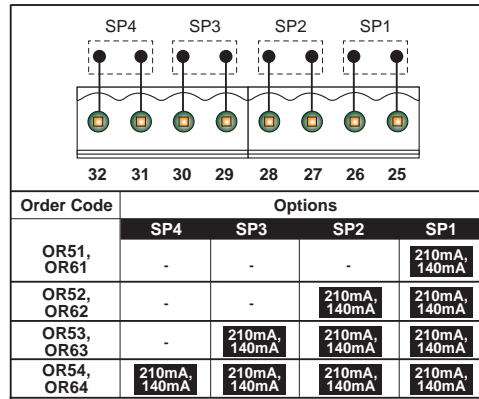 SP4 SP3 SP2 SP1
32 31 30 29 28 27 26 25
Order Code Options
SP4 SP3 SP2 SP1
OR51, OR61 - - - 210mA, 140mA
OR52, OR62 - - 210mA, 140mA 210mA, 140mA
OR53, OR63 - 210mA, 140mA 210mA, 140mA 210mA, 140mA
OR54, OR64 210mA, 140mA 210mA, 140mA 210mA, 140mA 210mA, 140mA